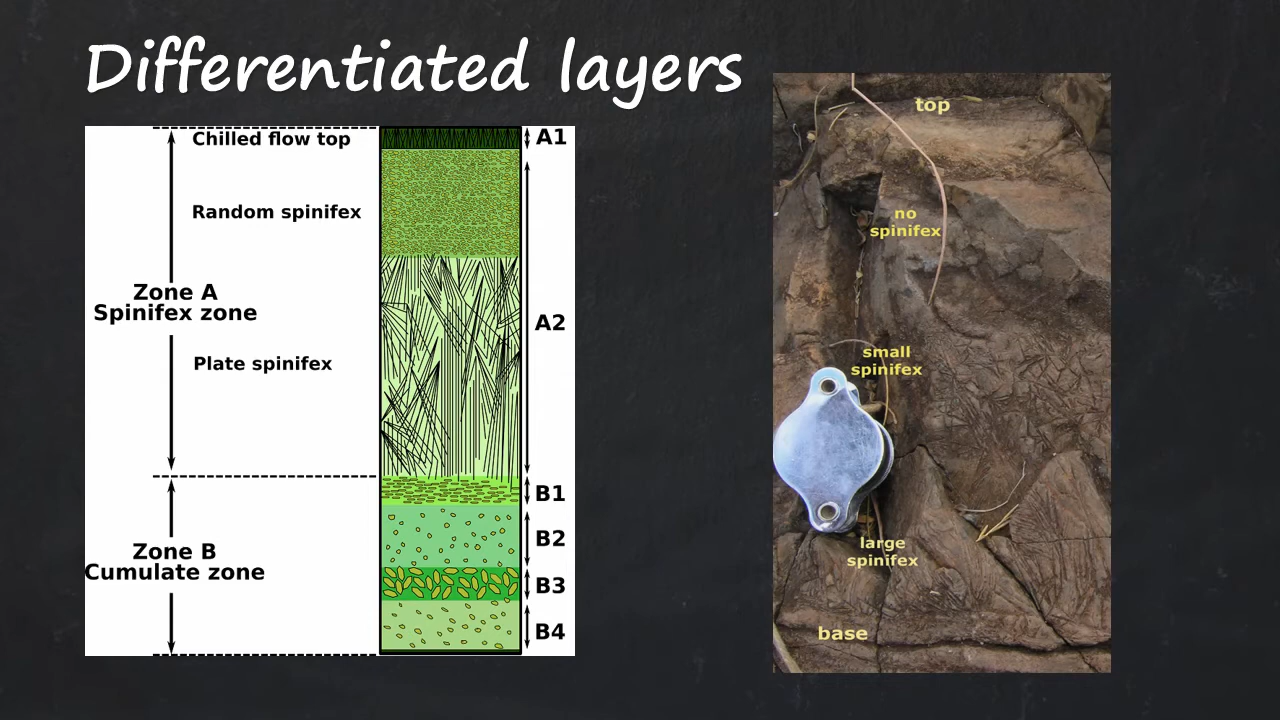 Differentiated layers
Chilled flow top
A1
Random spinifex
Zone A
Spinifex zone
A2
Plate spinifex
B1
B2
Zone B
Cumulate zone
B3
B4
top
no
spinifex
small
spinifex
large
spinifex
base